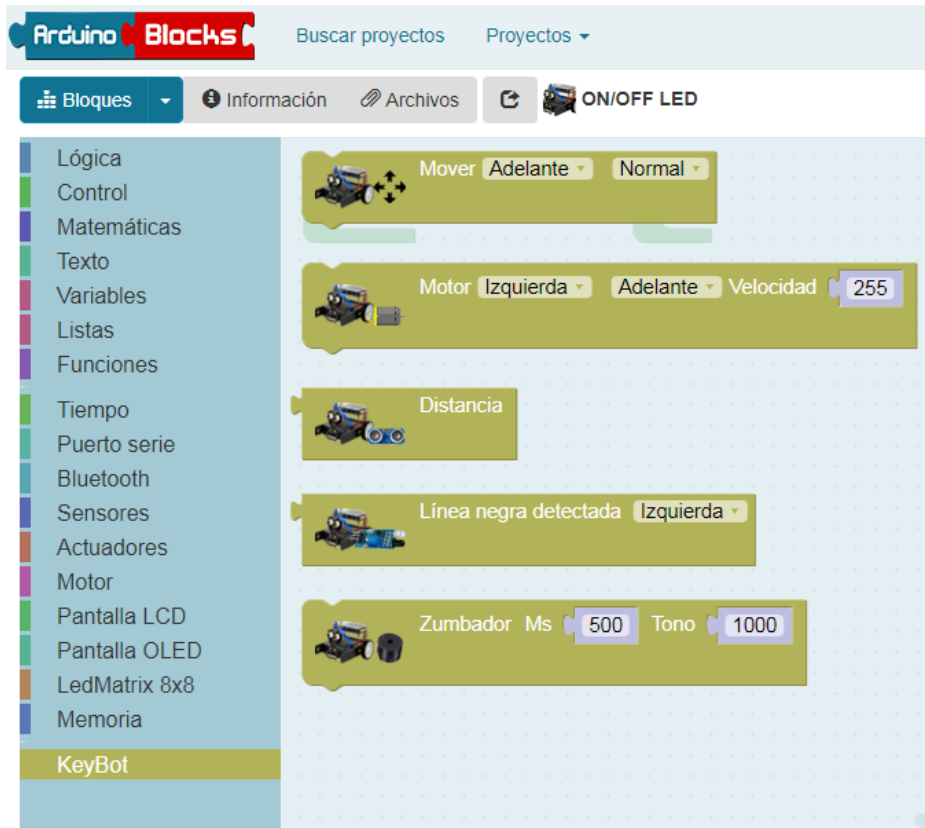 Arduino Blocks Buscar proyectos Proyectos
Bloques Información Archivos ON/OFF LED
Lógica
Control
Matemáticas
Texto
Variables
Listas
Funciones
Tiempo
Puerto serie
Bluetooth
Sensores
Actuadores
Motor
Pantalla LCD
Pantalla OLED
LedMatrix 8x8
Memoria
KeyBot
Mover Adelante Normal
Motor Izquierda Adelante Velocidad 255
Distancia
Línea negra detectada Izquierda
Zumbador Ms 500 Tono 1000